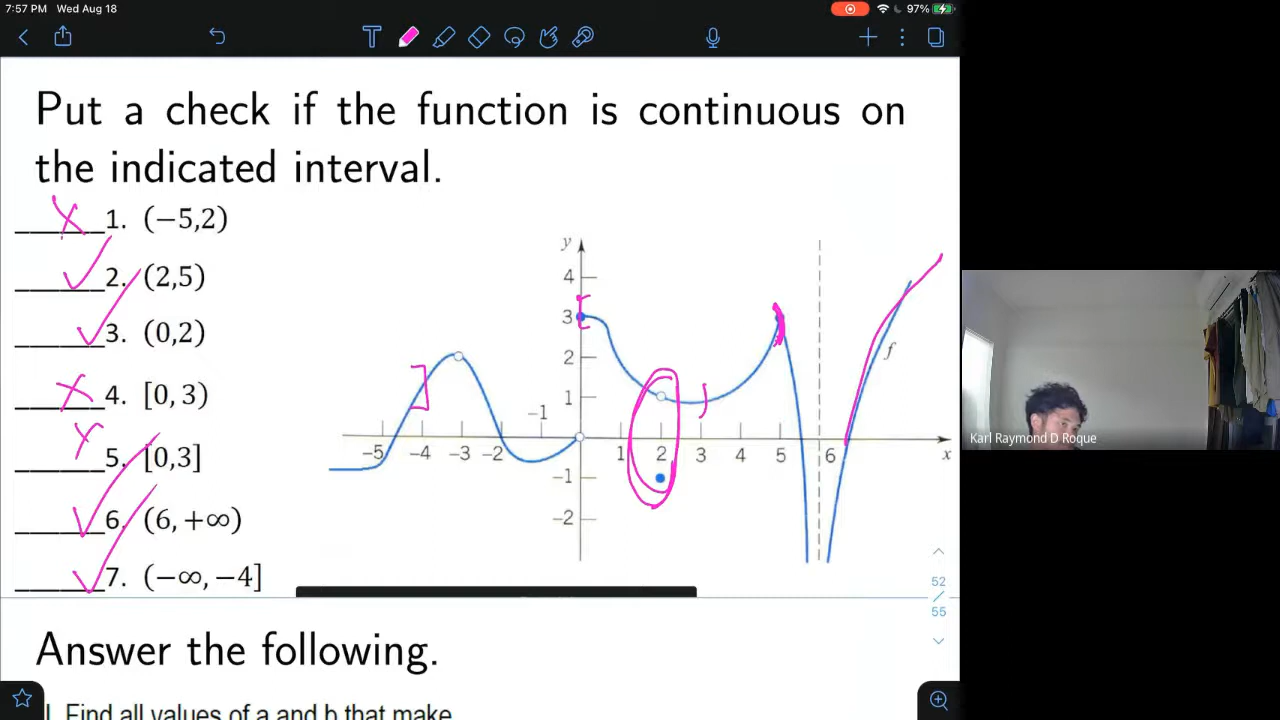 7:57 PM Wed Aug 18
97%
Put a check if the function is continuous on
the indicated interval.
1. (−5,2)
2. (2,5)
3. (0,2)
4. [0, 3)
5. [0,3]
6. (6, +∞)
7. (−∞, −4]
y
4
3
2
1
−1
−2
−5 −4 −3 −2 −1 1 2 3 4 5 6 x
f
52
55
Karl Raymond D Roque
Answer the following.
I. Find all values of a and b that make